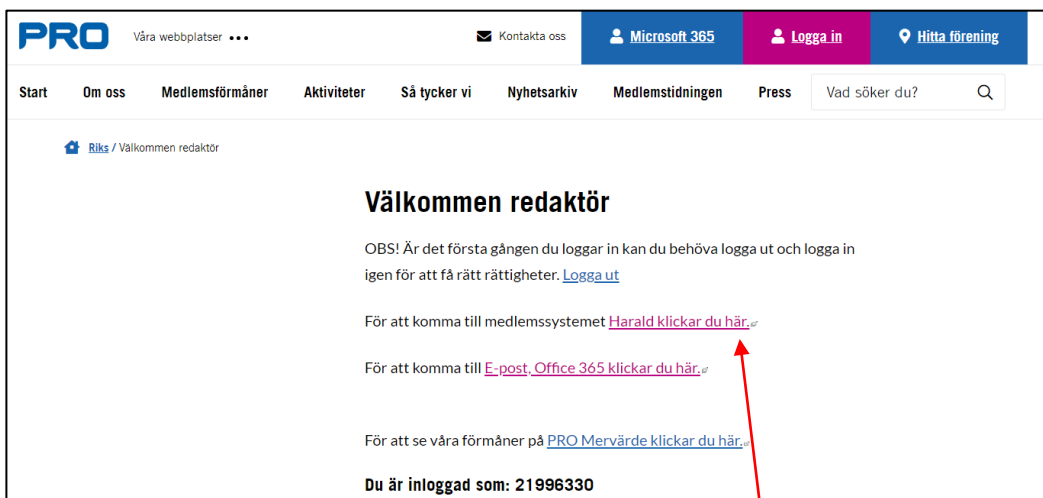 PRO
Våra webbplatser •••
Kontakta oss
Microsoft 365
Logga in
Hitta förening
Start
Om oss
Medlemsförmåner
Aktiviteter
Så tycker vi
Nyhetsarkiv
Medlemstidningen
Press
Vad söker du?
Riks / Välkommen redaktör
Välkommen redaktör
OBS! Är det första gången du loggar in kan du behöva logga ut och logga in
igen för att få rätt rättigheter. Logga ut
För att komma till medlemssystemet Harald klickar du här.
För att komma till E-post, Office 365 klickar du här.
För att se våra förmåner på PRO Mervärde klickar du här.
Du är inloggad som: 21996330